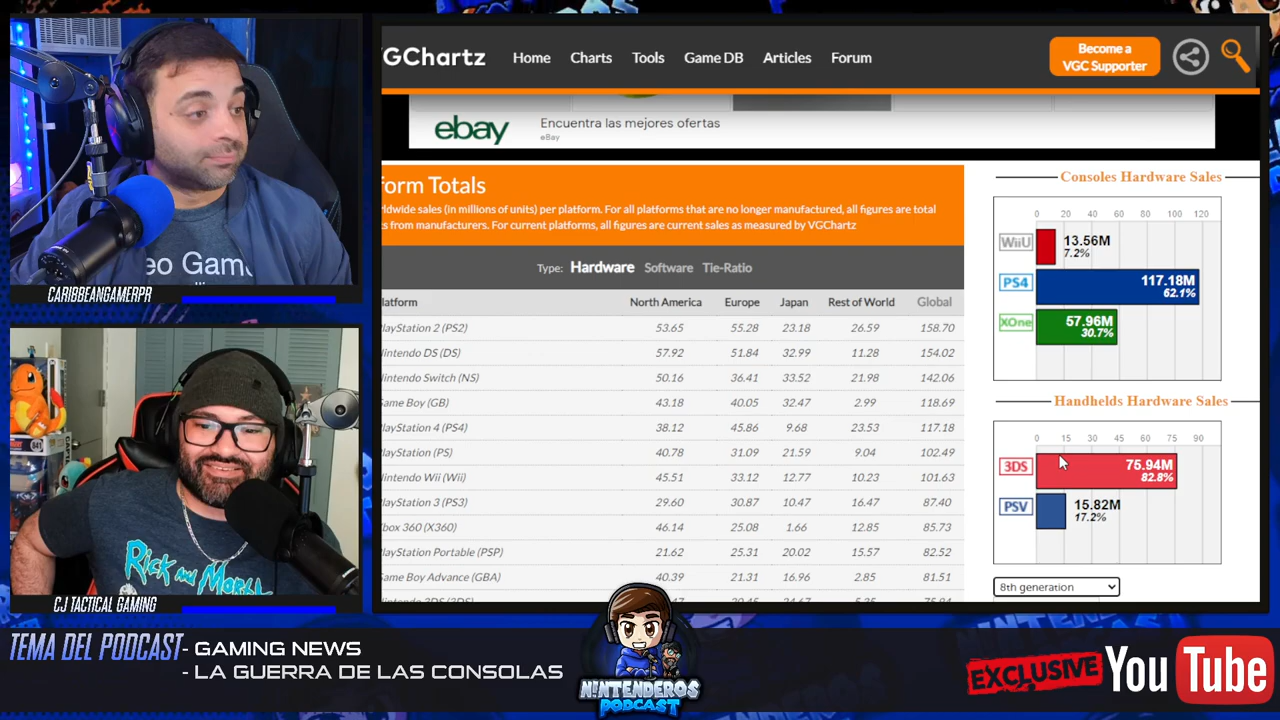 VGChartz
Home
Charts
Tools
Game DB
Articles
Forum
Become a
VGC Supporter
ebay
Encuentra las mejores ofertas
eBay
form Totals
rldwide sales (in millions of units) per platform. For all platforms that are no longer manufactured, all figures are total
s from manufacturers. For current platforms, all figures are current sales as measured by VGChartz
Type: Hardware Software Tie-Ratio
latform North America Europe Japan Rest of World Global
layStation 2 (PS2) 53.65 55.28 23.18 26.59 158.70
intendo DS (DS) 57.92 51.84 32.99 11.28 154.02
intendo Switch (NS) 50.16 36.41 33.52 21.98 142.06
ame Boy (GB) 43.18 40.05 32.47 2.99 118.69
layStation 4 (PS4) 38.12 45.86 9.68 23.53 117.18
layStation (PS) 40.78 31.09 21.59 9.04 102.49
intendo Wii (Wii) 45.51 33.12 12.77 10.23 101.63
layStation 3 (PS3) 29.60 30.87 10.47 16.47 87.40
box 360 (X360) 46.14 25.08 1.66 12.85 85.73
layStation Portable (PSP) 21.62 25.31 20.02 15.57 82.52
ame Boy Advance (GBA) 40.39 21.31 16.96 2.85 81.51
Consoles Hardware Sales
0 20 40 60 80 100 120
WiiU 13.56M
7.2%
PS4 117.18M
62.1%
XOne 57.96M
30.7%
Handhelds Hardware Sales
0 15 30 45 60 75 90
3DS 75.94M
82.8%
PSV 15.82M
17.2%
8th generation
eo Gam
CARIBBEANGAMERPR
841
RICK AND MORTY
CJ TACTICAL GAMING
TEMA DEL PODCAST - GAMING NEWS
- LA GUERRA DE LAS CONSOLAS
NINTENDEROS
PODCAST
EXCLUSIVE
YouTube